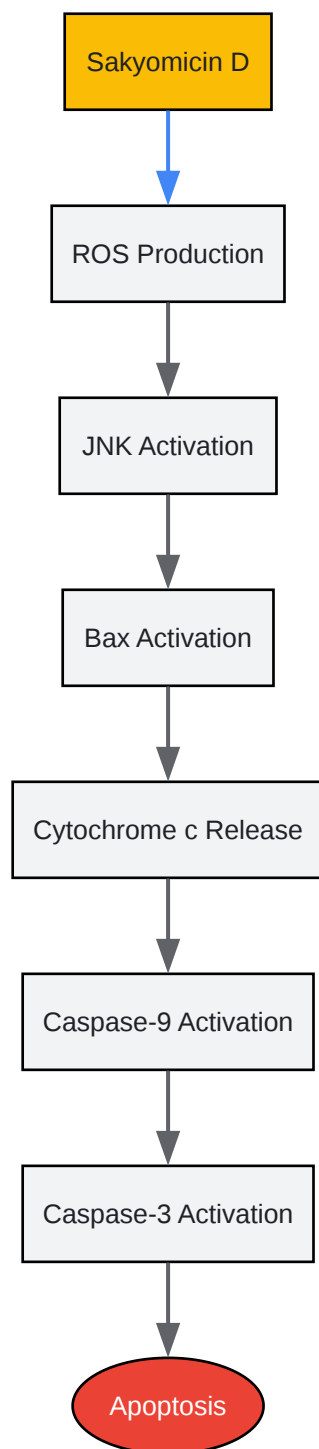 Sakyomicin D
ROS Production
JNK Activation
Bax Activation
Cytochrome c Release
Caspase-9 Activation
Caspase-3 Activation
Apoptosis